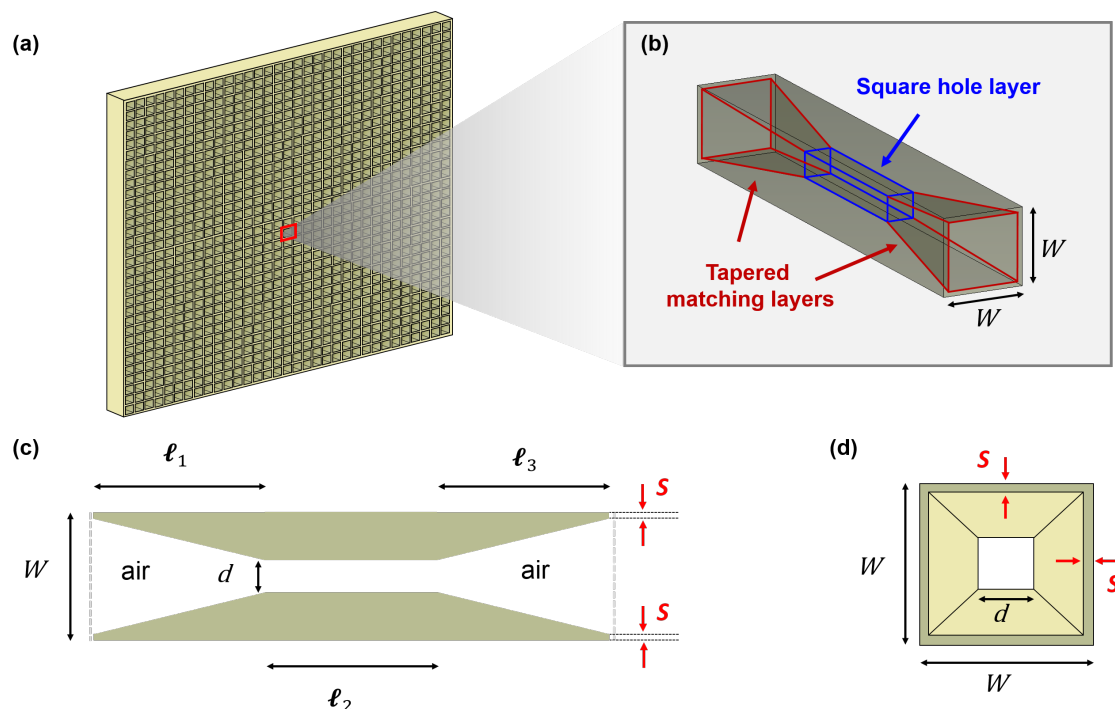 (a)
(b)
Square hole layer
Tapered
matching layers
W
W
(c)
ℓ1
ℓ3
S
W
air
d
air
S
ℓ2
(d)
S
W
d
S
W